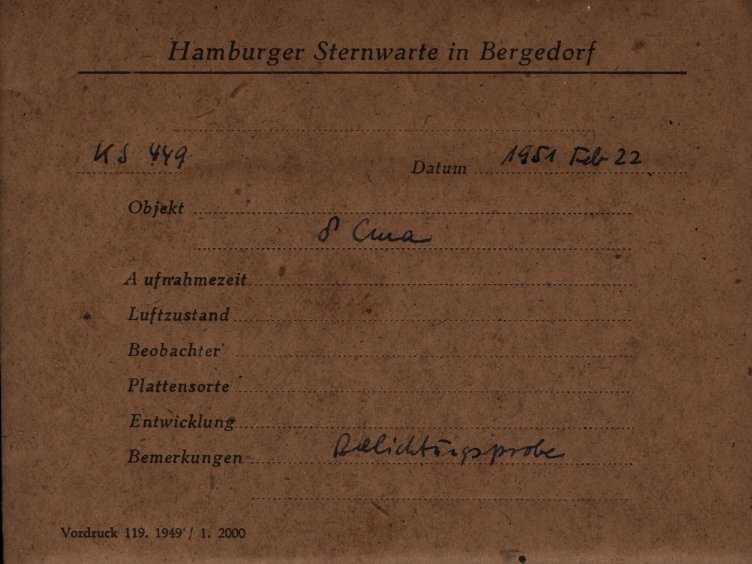 Hamburger Sternwarte in Bergedorf
KS 449 Datum 1951 Feb 22
Objekt
δ Cma
Aufnahmezeit
Luftzustand
Beobachter
Plattensorte
Entwicklung
Bemerkungen Belichtungsprobe
Vordruck 119. 1949 / 1. 2000